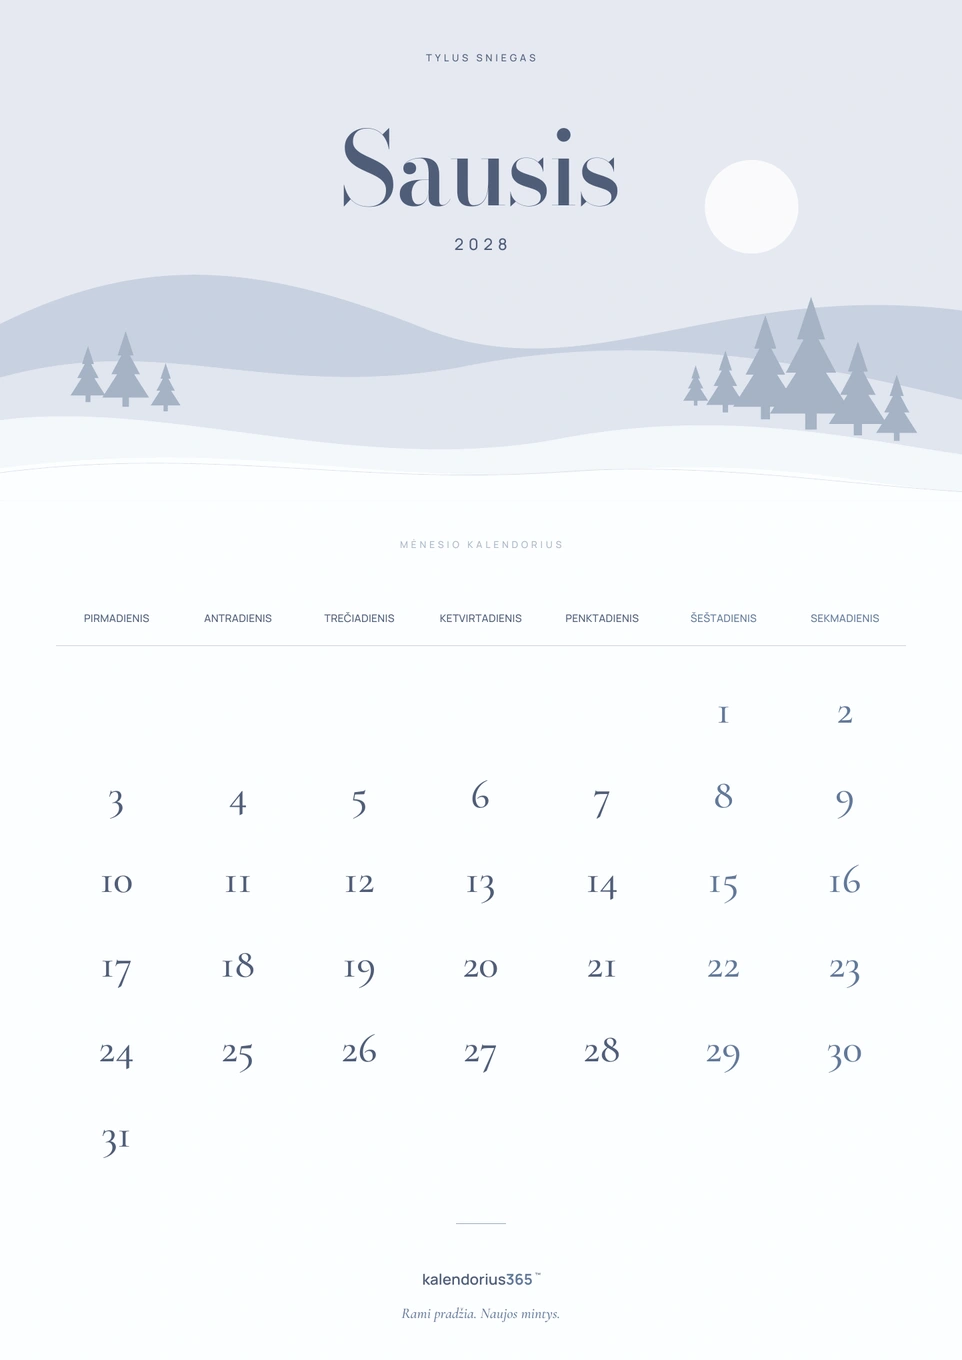 TYLUS SNIEGAS
Sausis
2028
MĖNESIO KALENDORIUS
PIRMADIENIS ANTRADIENIS TREČIADIENIS KETVIRTADIENIS PENKTADIENIS ŠEŠTADIENIS SEKMADIENIS
1 2
3 4 5 6 7 8 9
10 11 12 13 14 15 16
17 18 19 20 21 22 23
24 25 26 27 28 29 30
31
kalendorius365™
Rami pradžia. Naujos mintys.